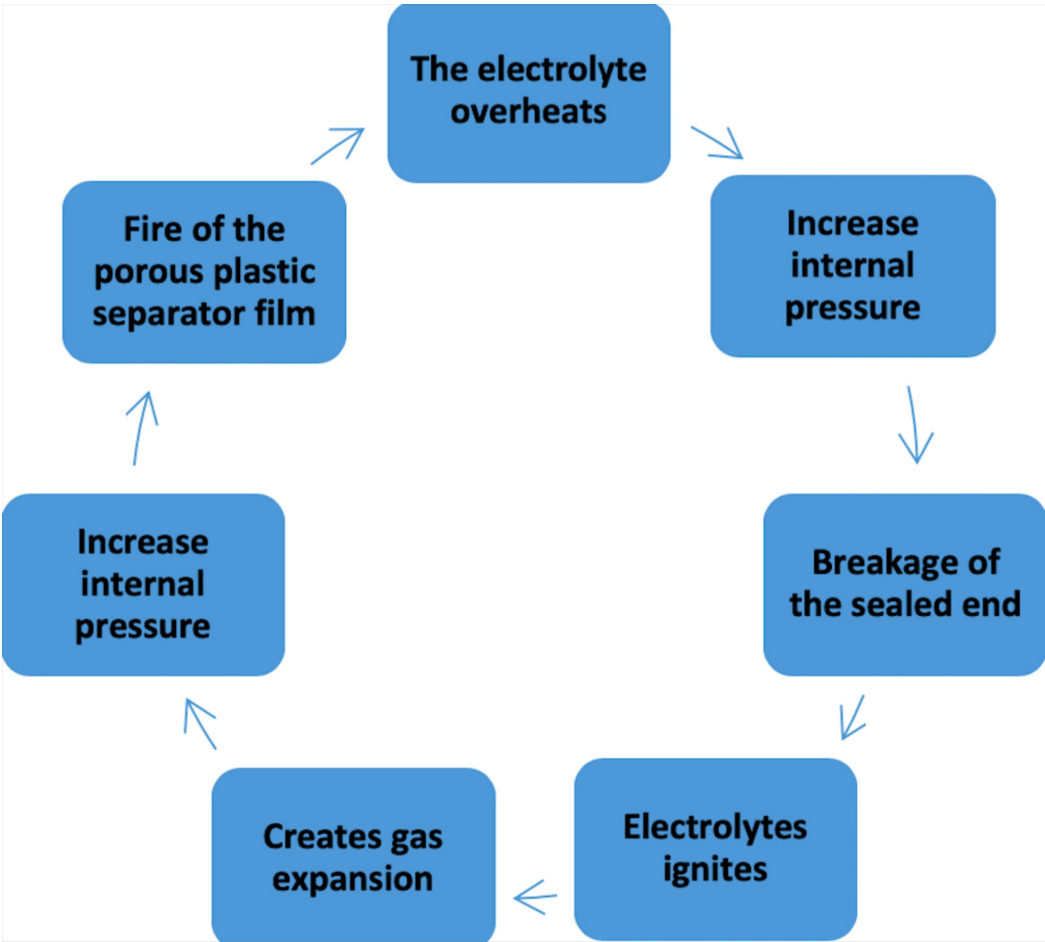 The electrolyte
overheats
Increase
internal
pressure
Breakage of
the sealed end
Electrolytes
ignites
Creates gas
expansion
Increase
internal
pressure
Fire of the
porous plastic
separator film